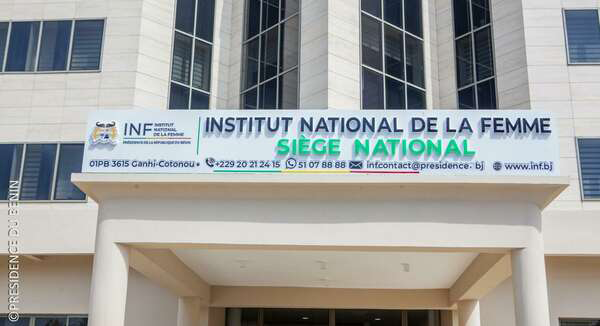 INF
INSTITUT
NATIONAL
DE LA FEMME
PRÉSIDENCE DE LA RÉPUBLIQUE DU BÉNIN
INSTITUT NATIONAL DE LA FEMME
SIÈGE NATIONAL
01PB 3615 Ganhi-Cotonou
+229 20 21 24 15
51 07 88 88
infcontact@presidence.bj
www.inf.bj
©PRESIDENCE DU BENIN